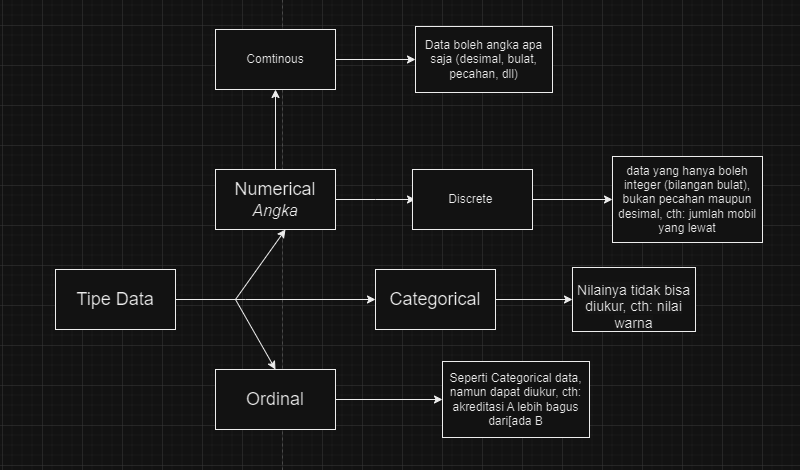 Comtinous
Data boleh angka apa
saja (desimal, bulat,
pecahan, dll)
Numerical
Angka
Discrete
data yang hanya boleh
integer (bilangan bulat),
bukan pecahan maupun
desimal, cth: jumlah mobil
yang lewat
Tipe Data
Categorical
Nilainya tidak bisa
diukur, cth: nilai
warna
Ordinal
Seperti Categorical data,
namun dapat diukur, cth:
akreditasi A lebih bagus
dari[ada B